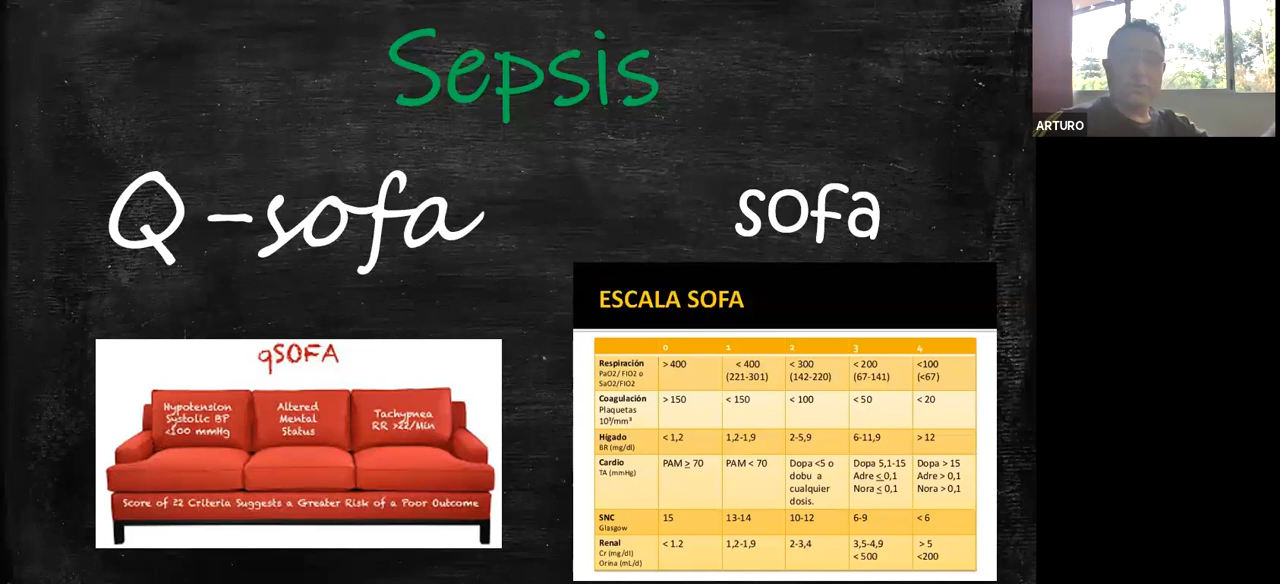 Sepsis
Q-sofa
sofa
qSOFA
Hypotension
Systolic BP
<100 mmHg
Altered
Mental
Status
Tachypnea
RR >22/Min
Score of ≥2 Criteria Suggests a Greater Risk of a Poor Outcome
ESCALA SOFA
0 1 2 3 4
Respiración
PaO2/ FIO2 o
SaO2/FIO2
> 400
< 400
(221-301)
< 300
(142-220)
< 200
(67-141)
<100
(<67)
Coagulación
Plaquetas
10³/mm³
> 150
< 150
< 100
< 50
< 20
Hígado
BR (mg/dl)
< 1,2
1,2-1,9
2-5,9
6-11,9
> 12
Cardio
TA (mmHg)
PAM ≥ 70
PAM < 70
Dopa <5 o
dobu a
cualquier
dosis.
Dopa 5,1-15
Adre ≤ 0,1
Nora ≤ 0,1
Dopa > 15
Adre > 0,1
Nora > 0,1
SNC
Glasgow
15
13-14
10-12
6-9
< 6
Renal
Cr (mg/dl)
Orina (mL/d)
< 1.2
1,2-1,9
2-3,4
3,5-4,9
< 500
> 5
<200
ARTURO